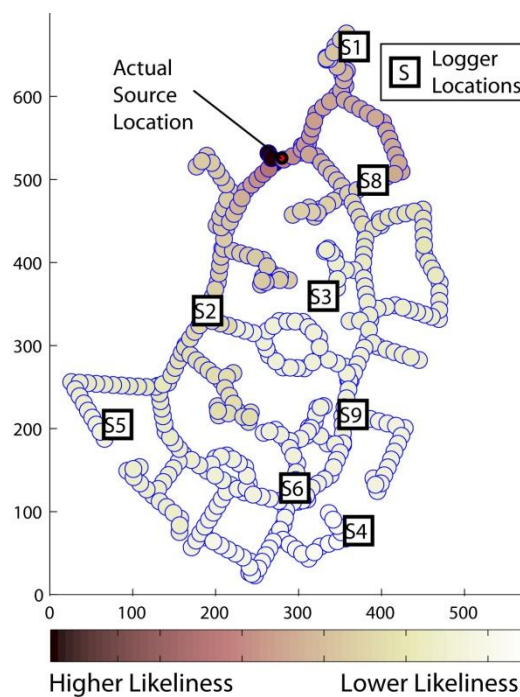 S1
Logger
S Locations
Actual
Source
Location
600
500
400
300
200
100
0
S8
S3
S2
S5
S9
S6
S4
0 100 200 300 400 500
Higher Likeliness Lower Likeliness